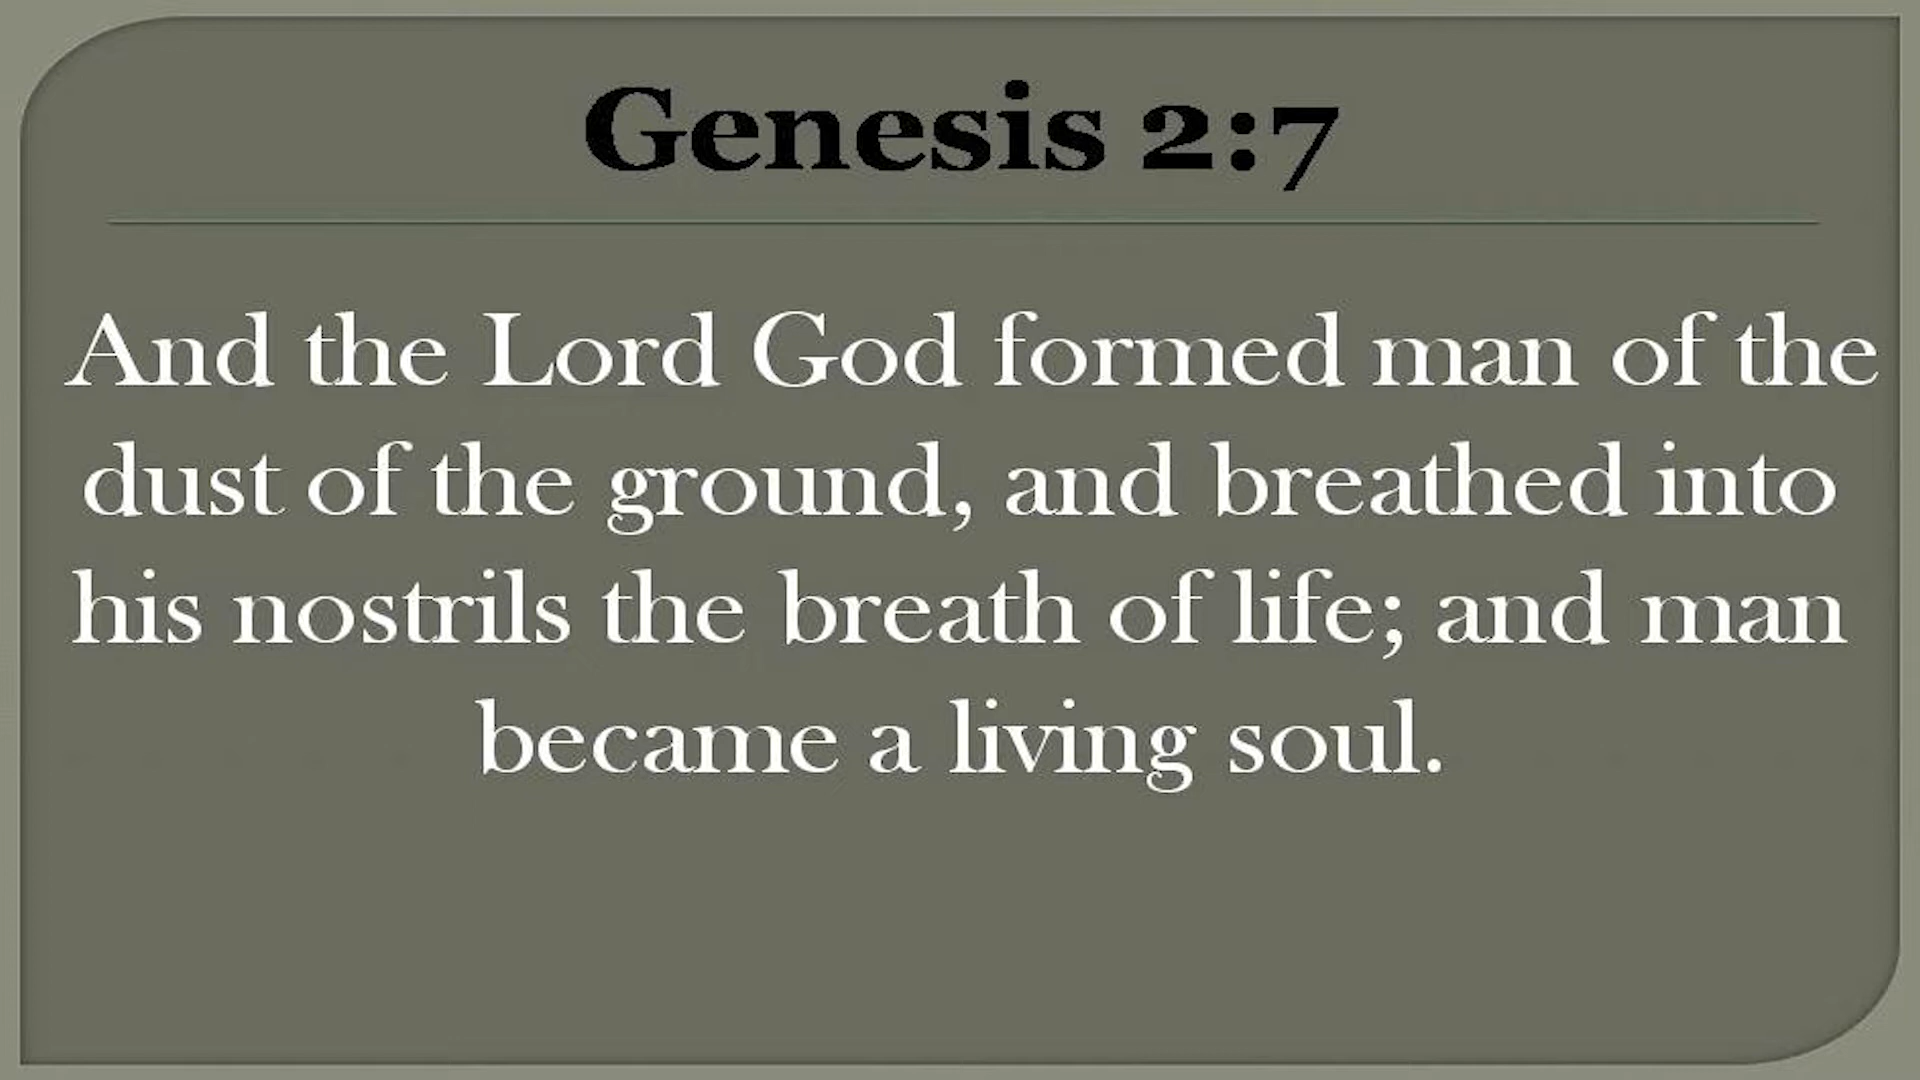 Genesis 2:7
And the Lord God formed man of the
dust of the ground, and breathed into
his nostrils the breath of life; and man
became a living soul.